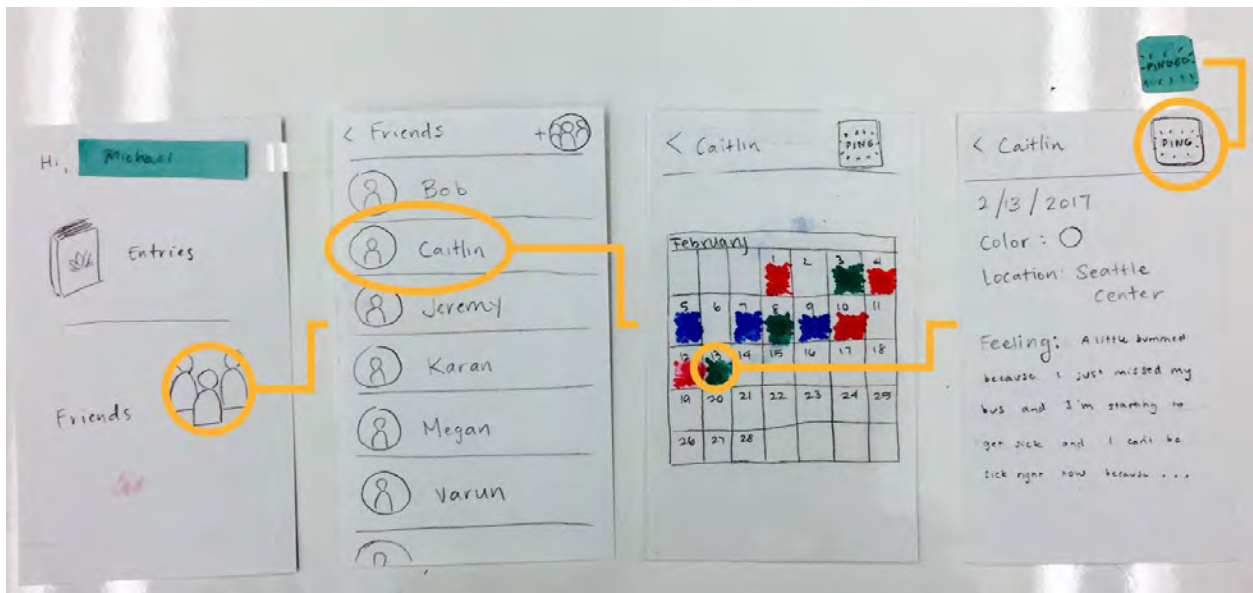 PINGED
Hi, Michael
Entries
Friends
< Friends +
Bob
Caitlin
Jeremy
Karan
Megan
Varun
< Caitlin PING
February
1 2 3 4
5 6 7 8 9 10 11
12 13 14 15 16 17 18
19 20 21 22 23 24 25
26 27 28
< Caitlin PING
2/13/2017
Color:
Location: Seattle
Center
Feeling: A little bummed
because I just missed my
bus and I'm starting to
get sick and I can't be
sick right now because ...